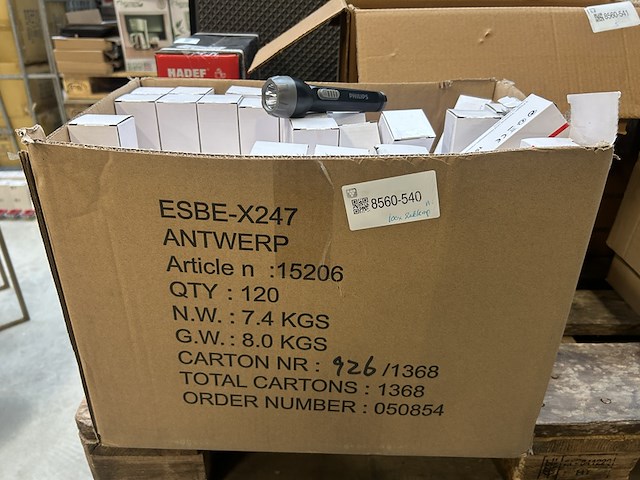 8560-541
HADEF
PHILIPS
8560-540
100x
ESBE-X247
ANTWERP
Article n :15206
QTY : 120
N.W. : 7.4 KGS
G.W. : 8.0 KGS
CARTON NR : 926/1368
TOTAL CARTONS : 1368
ORDER NUMBER : 050854